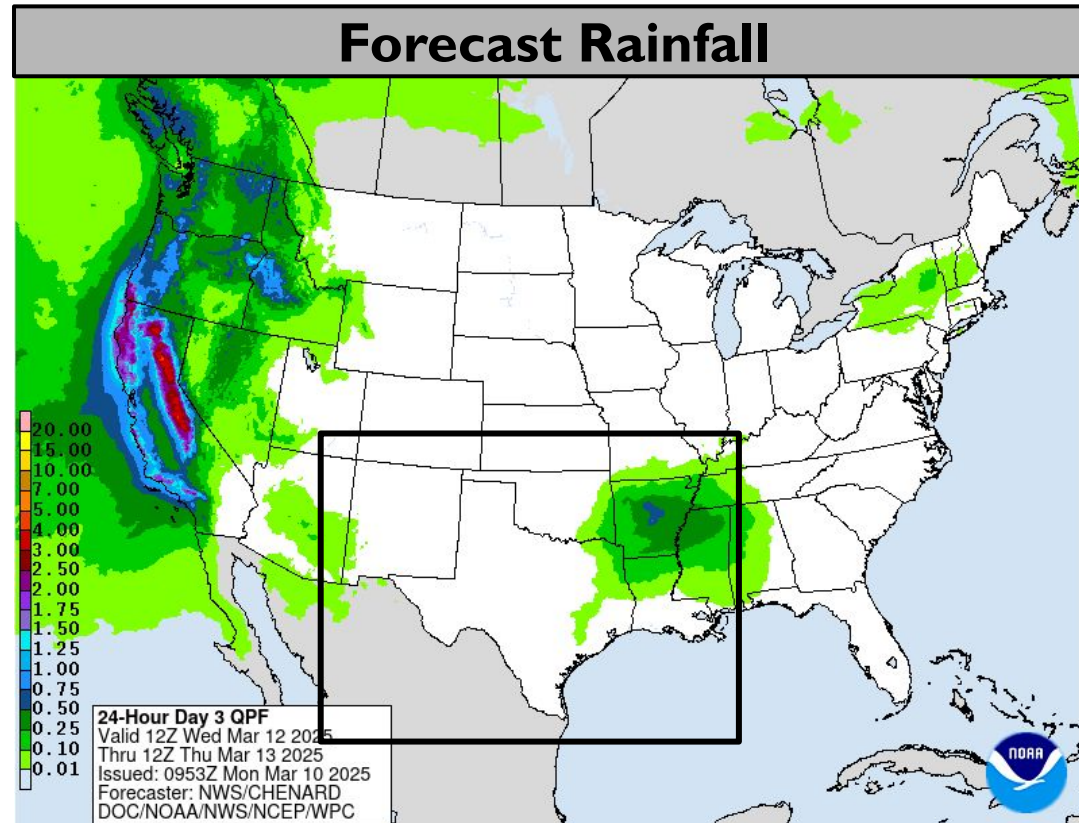 Forecast Rainfall
20.00
15.00
10.00
7.00
5.00
4.00
3.00
2.50
2.00
1.75
1.50
1.25
1.00
0.75
0.50
0.25
0.10
0.01
24-Hour Day 3 QPF
Valid 12Z Wed Mar 12 2025
Thru 12Z Thu Mar 13 2025
Issued: 0953Z Mon Mar 10 2025
Forecaster: NWS/CHENARD
DOC/NOAA/NWS/NCEP/WPC
NOAA